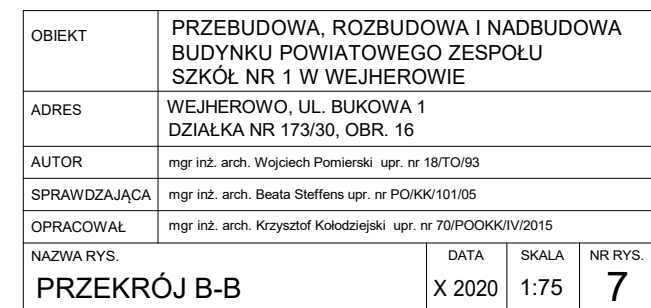 OBIEKT
PRZEBUDOWA, ROZBUDOWA I NADBUDOWA
BUDYNKU POWIATOWEGO ZESPOŁU
SZKÓŁ NR 1 W WEJHEROWIE
ADRES
WEJHEROWO, UL. BUKOWA 1
DZIAŁKA NR 173/30, OBR. 16
AUTOR
mgr inż. arch. Wojciech Pomierski upr. nr 18/TO/93
SPRAWDZAJĄCA
mgr inż. arch. Beata Steffens upr. nr PO/KK/101/05
OPRACOWAŁ
mgr inż. arch. Krzysztof Kołodziejski upr. nr 70/POOKK/IV/2015
NAZWA RYS.
PRZEKRÓJ B-B
DATA
X 2020
SKALA
1:75
NR RYS.
7